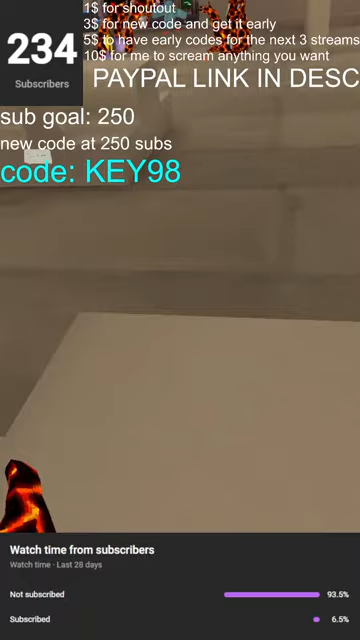 1$ for shoutout
3$ for new code and get it early
5$ to have early codes for the next 3 streams
10$ for me to scream anything you want
234
Subscribers
PAYPAL LINK IN DESC
sub goal: 250
new code at 250 subs
code: KEY98
Watch time from subscribers
Watch time · Last 28 days
Not subscribed 93.5%
Subscribed 6.5%